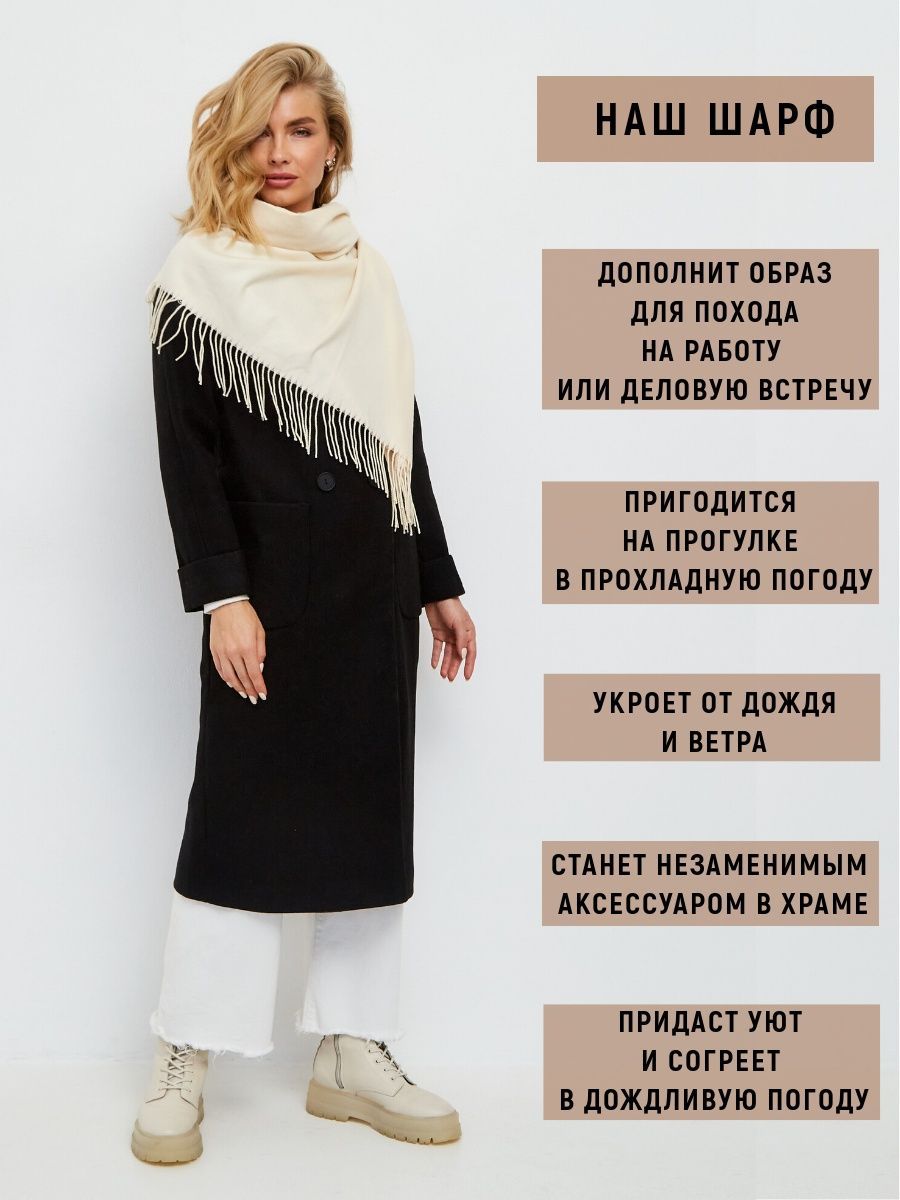 НАШ ШАРФ
ДОПОЛНИТ ОБРАЗ
ДЛЯ ПОХОДА
НА РАБОТУ
ИЛИ ДЕЛОВУЮ ВСТРЕЧУ
ПРИГОДИТСЯ
НА ПРОГУЛКЕ
В ПРОХЛАДНУЮ ПОГОДУ
УКРОЕТ ОТ ДОЖДЯ
И ВЕТРА
СТАНЕТ НЕЗАМЕНИМЫМ
АКСЕССУАРОМ В ХРАМЕ
ПРИДАСТ УЮТ
И СОГРЕЕТ
В ДОЖДЛИВУЮ ПОГОДУ